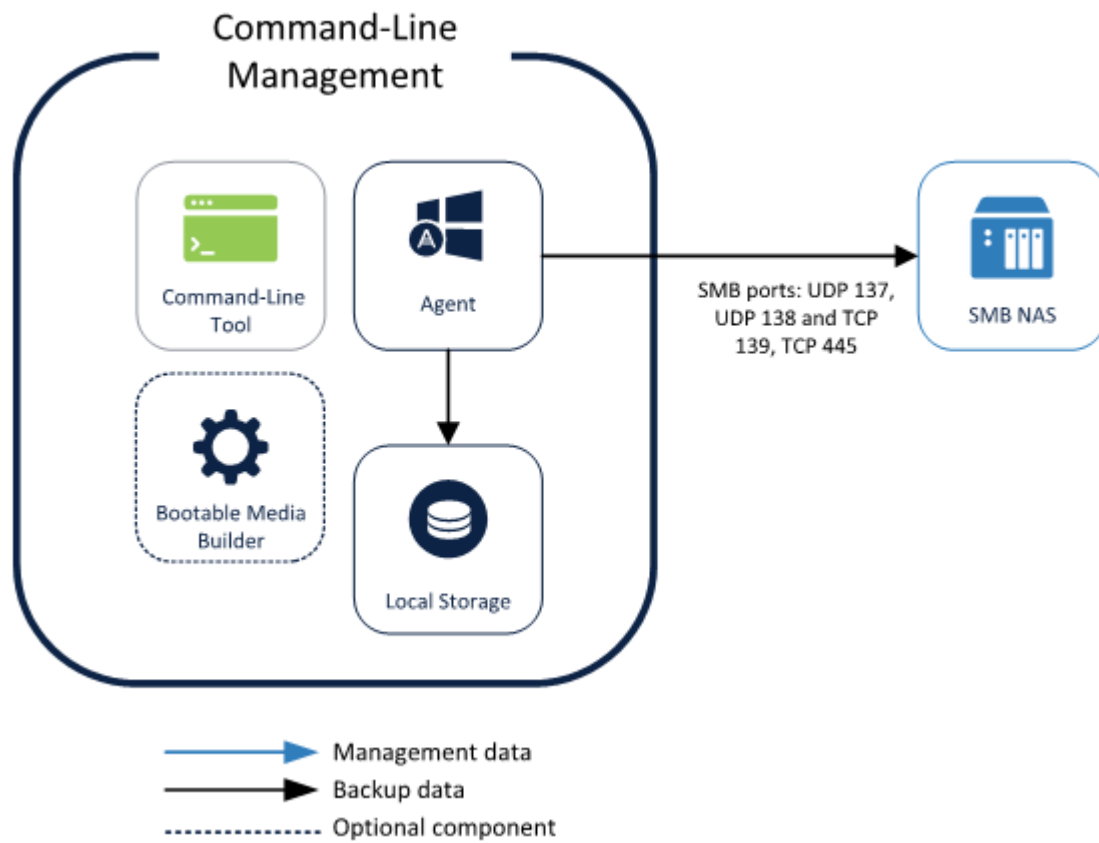 Command-Line
Management
Command-Line
Tool
Agent
SMB ports: UDP 137,
UDP 138 and TCP
139, TCP 445
SMB NAS
Bootable Media
Builder
Local Storage
Management data
Backup data
Optional component